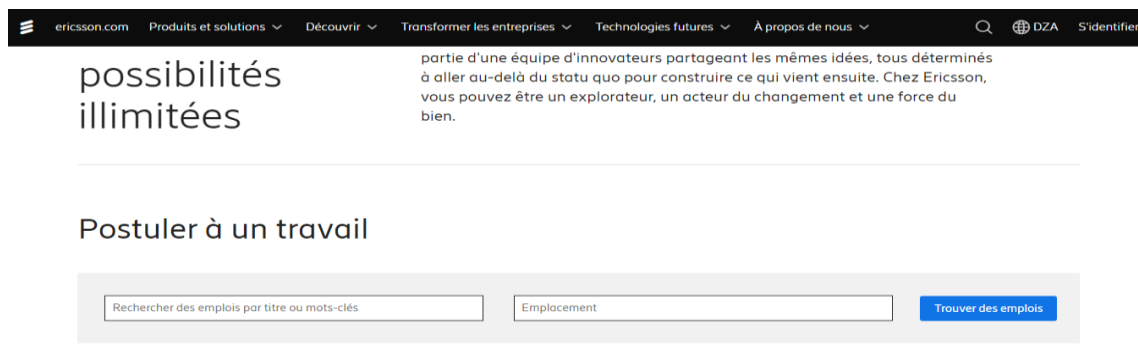 ericsson.com Produits et solutions Découvrir Transformer les entreprises Technologies futures À propos de nous DZA S'identifier
possibilités
illimitées
partie d'une équipe d'innovateurs partageant les mêmes idées, tous déterminés
à aller au-delà du statu quo pour construire ce qui vient ensuite. Chez Ericsson,
vous pouvez être un explorateur, un acteur du changement et une force du
bien.
Postuler à un travail
Rechercher des emplois par titre ou mots-clés Emplacement Trouver des emplois